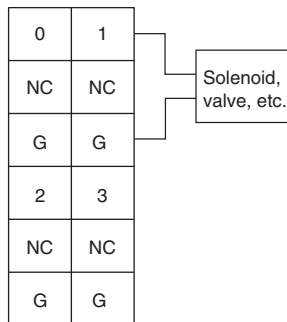 0 1
NC NC
G G
2 3
NC NC
G G
Solenoid,
valve, etc.